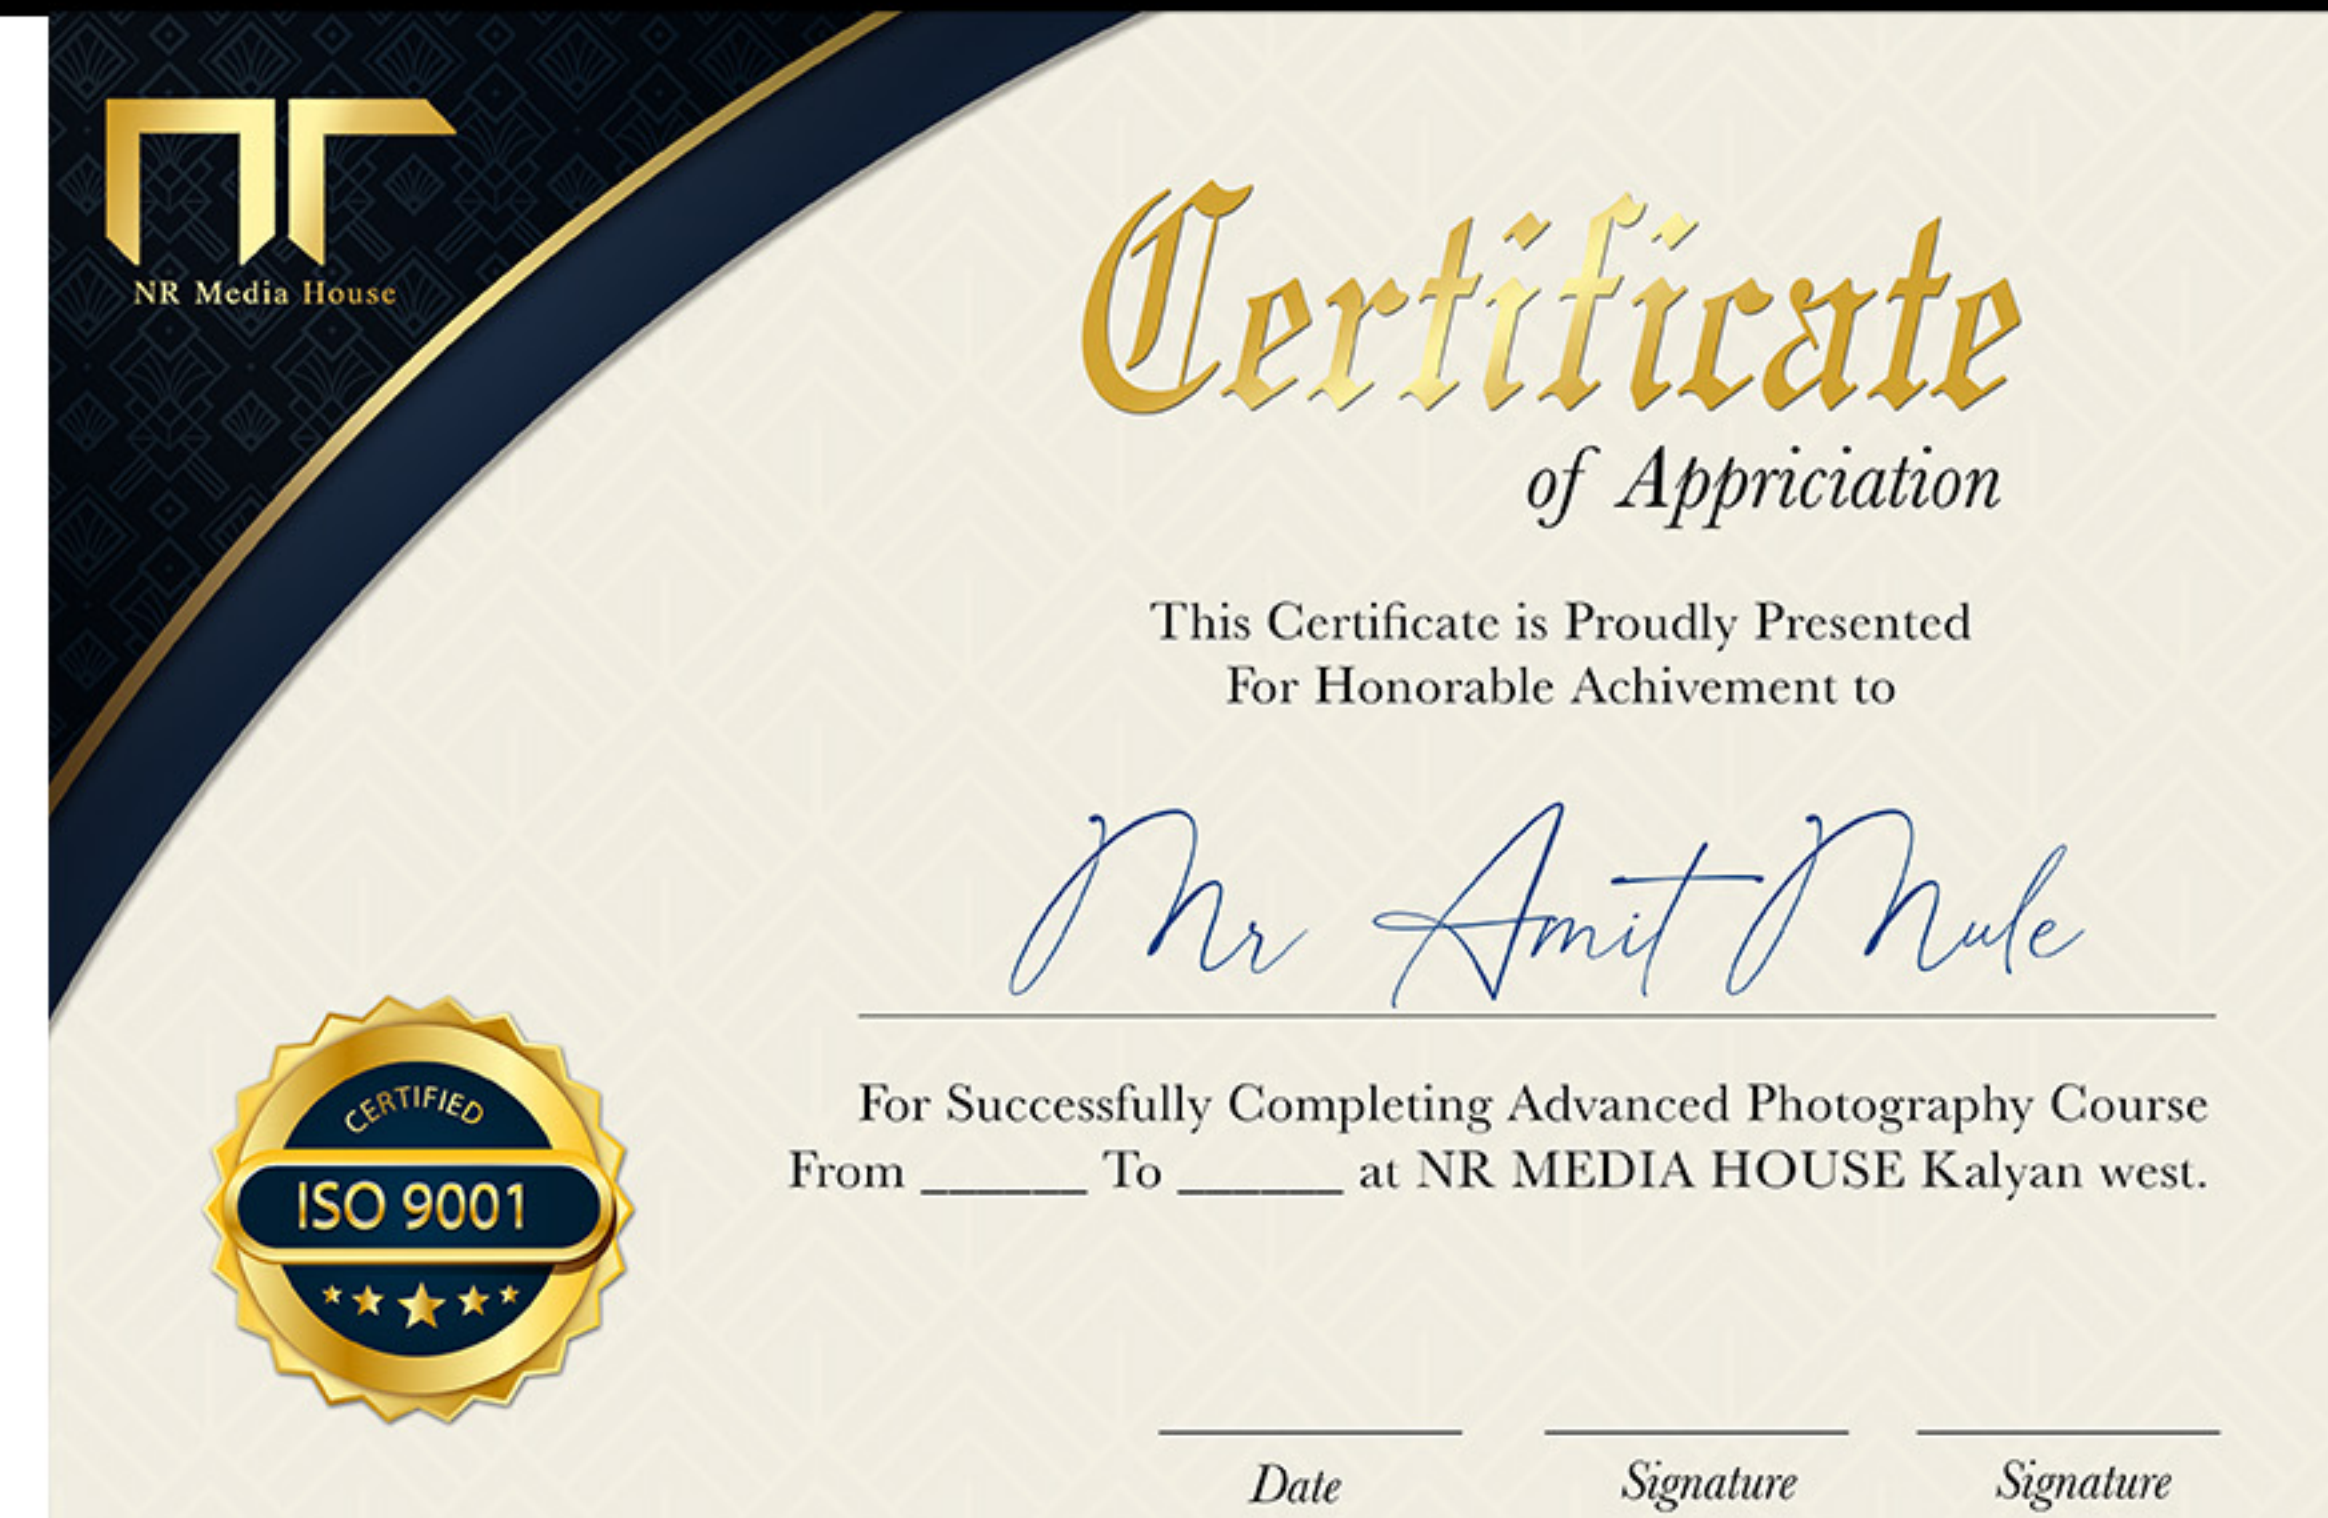 NR Media House
Certificate
of Appriciation
This Certificate is Proudly Presented
For Honorable Achivement to
Mr Amit Mule
For Successfully Completing Advanced Photography Course
From ______ To ______ at NR MEDIA HOUSE Kalyan west.
CERTIFIED
ISO 9001
Date Signature Signature